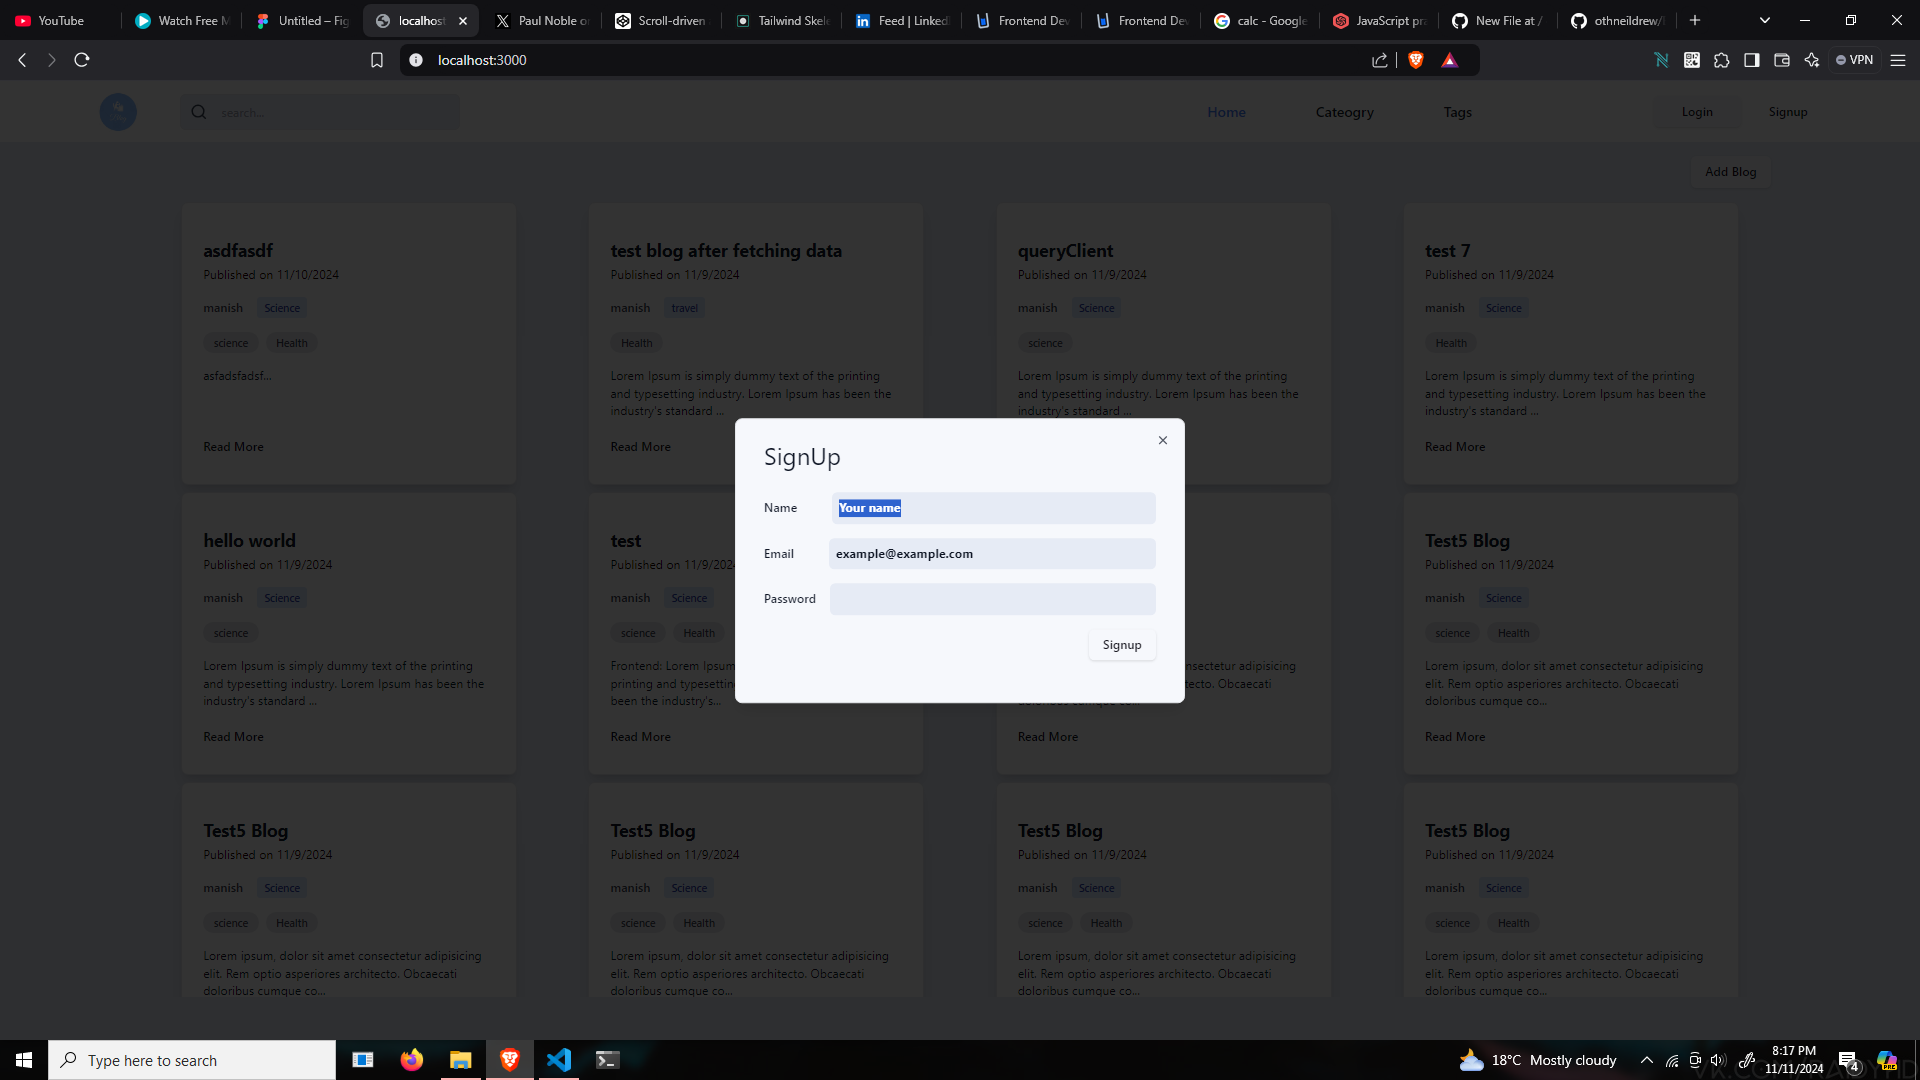 YouTube
Watch Free M
Untitled – Fig
localhost
Paul Noble on
Scroll-driven
Tailwind Skele
Feed | Linked
Frontend Dev
Frontend Dev
calc - Google
JavaScript pra
New File at /
othneildrew/
localhost:3000
VPN
search...
Home
Cateogry
Tags
Login
Signup
Add Blog
asdfasdf
Published on 11/10/2024
manish Science
science Health
asfadsfadsf...
Read More
test blog after fetching data
Published on 11/9/2024
manish travel
Health
Lorem Ipsum is simply dummy text of the printing
and typesetting industry. Lorem Ipsum has been the
industry's standard ...
Read More
queryClient
Published on 11/9/2024
manish Science
science
Lorem Ipsum is simply dummy text of the printing
and typesetting industry. Lorem Ipsum has been the
industry's standard ...
test 7
Published on 11/9/2024
manish Science
Health
Lorem Ipsum is simply dummy text of the printing
and typesetting industry. Lorem Ipsum has been the
industry's standard ...
Read More
SignUp
Name Your name
Email example@example.com
Password
Signup
hello world
Published on 11/9/2024
manish Science
science
Lorem Ipsum is simply dummy text of the printing
and typesetting industry. Lorem Ipsum has been the
industry's standard ...
Read More
test
Published on 11/9/2024
manish Science
science Health
Frontend: Lorem Ipsum
printing and typesetting
been the industry's...
Read More
consectetur adipisicing
architecto. Obcaecati
doloribus cumque co...
Read More
Test5 Blog
Published on 11/9/2024
manish Science
science Health
Lorem ipsum, dolor sit amet consectetur adipisicing
elit. Rem optio asperiores architecto. Obcaecati
doloribus cumque co...
Read More
Test5 Blog
Published on 11/9/2024
manish Science
science Health
Lorem ipsum, dolor sit amet consectetur adipisicing
elit. Rem optio asperiores architecto. Obcaecati
doloribus cumque co...
Test5 Blog
Published on 11/9/2024
manish Science
science Health
Lorem ipsum, dolor sit amet consectetur adipisicing
elit. Rem optio asperiores architecto. Obcaecati
doloribus cumque co...
Test5 Blog
Published on 11/9/2024
manish Science
science Health
Lorem ipsum, dolor sit amet consectetur adipisicing
elit. Rem optio asperiores architecto. Obcaecati
doloribus cumque co...
Test5 Blog
Published on 11/9/2024
manish Science
science Health
Lorem ipsum, dolor sit amet consectetur adipisicing
elit. Rem optio asperiores architecto. Obcaecati
doloribus cumque co...
Type here to search
18°C Mostly cloudy
8:17 PM
11/11/2024
4
PRE